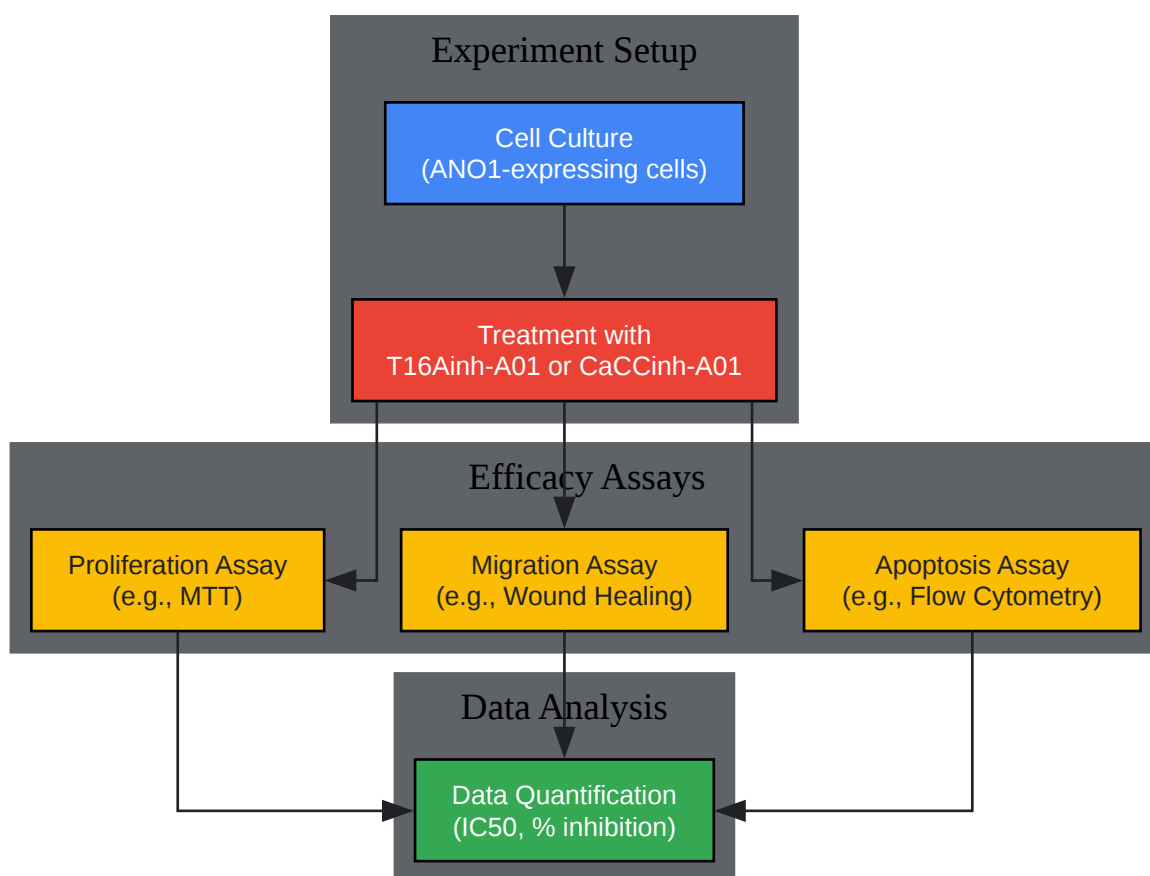 Experiment Setup
Cell Culture
(ANO1-expressing cells)
Treatment with
T16Ainh-A01 or CaCCinh-A01
Efficacy Assays
Proliferation Assay
(e.g., MTT)
Migration Assay
(e.g., Wound Healing)
Apoptosis Assay
(e.g., Flow Cytometry)
Data Analysis
Data Quantification
(IC50, % inhibition)